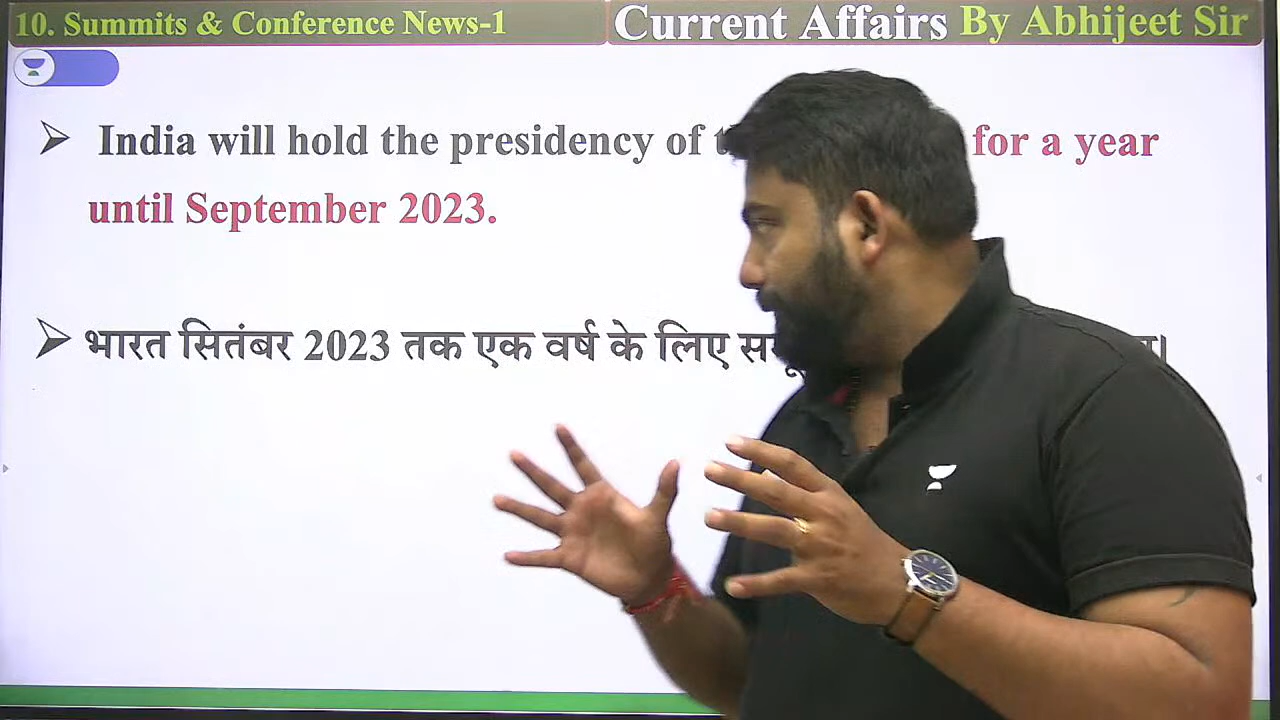 10. Summits & Conference News-1
Current Affairs By Abhijeet Sir
India will hold the presidency of for a year
until September 2023.
भारत सितंबर 2023 तक एक वर्ष के लिए